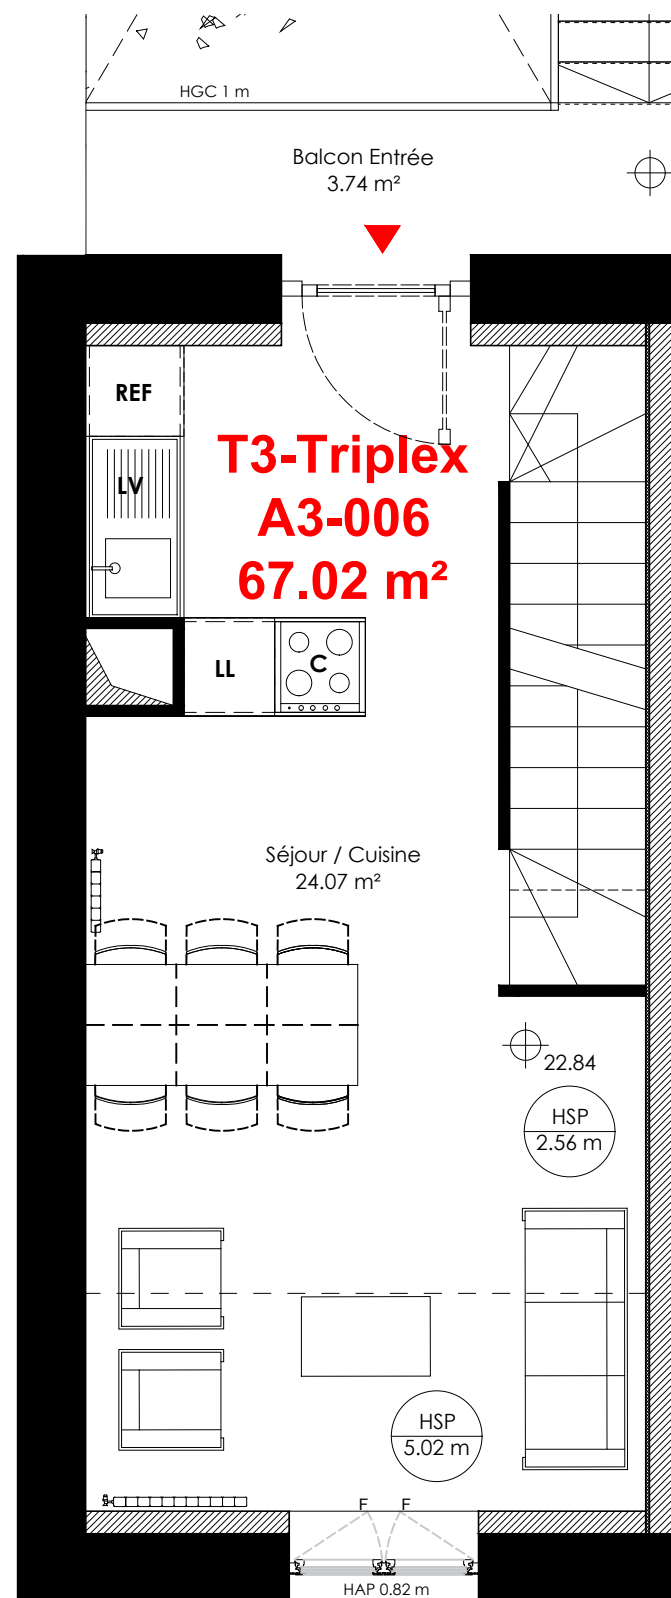 HGC 1 m
Balcon Entrée
3.74 m²
REF
T3-Triplex
LV
A3-006
67.02 m²
LL
C
Séjour / Cuisine
24.07 m²
22.84
HSP
2.56 m
HSP
5.02 m
F F
HAP 0.82 m